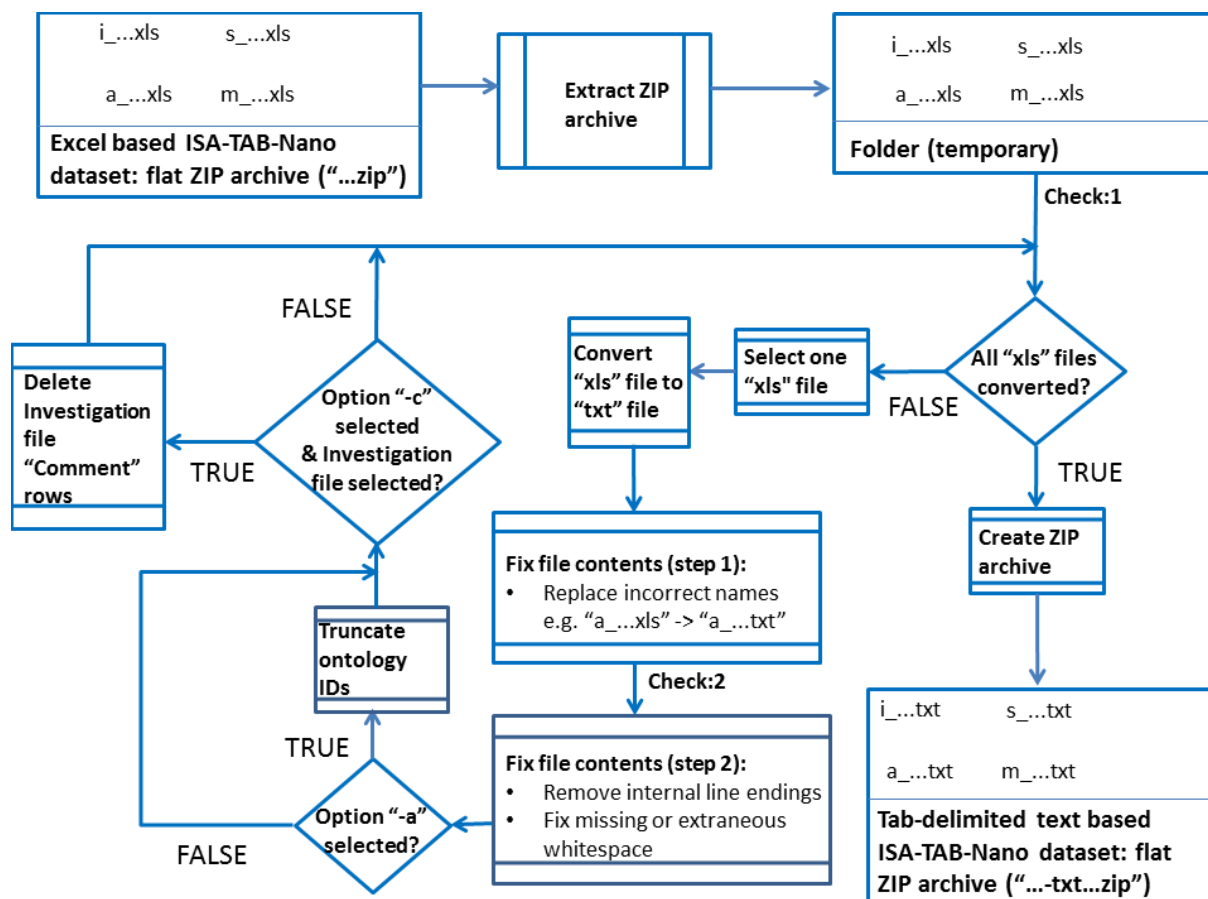 i_...xls s_...xls
a_...xls m_...xls
Excel based ISA-TAB-Nano
dataset: flat ZIP archive (“...zip”)
Extract ZIP
archive
i_...xls s_...xls
a_...xls m_...xls
Folder (temporary)
Check:1
All “xls” files
converted?
FALSE
TRUE
Select one
“xls" file
Convert
“xls” file to
“txt” file
Fix file contents (step 1):
• Replace incorrect names
e.g. “a_...xls” -> “a_...txt”
Check:2
Fix file contents (step 2):
• Remove internal line endings
• Fix missing or extraneous
whitespace
Option “-a”
selected?
TRUE
FALSE
Truncate
ontology
IDs
Option “-c”
selected
& Investigation
file selected?
FALSE
TRUE
Delete
Investigation
file
“Comment”
rows
Create ZIP
archive
i_...txt s_...txt
a_...txt m_...txt
Tab-delimited text based
ISA-TAB-Nano dataset: flat
ZIP archive (“...-txt...zip”)